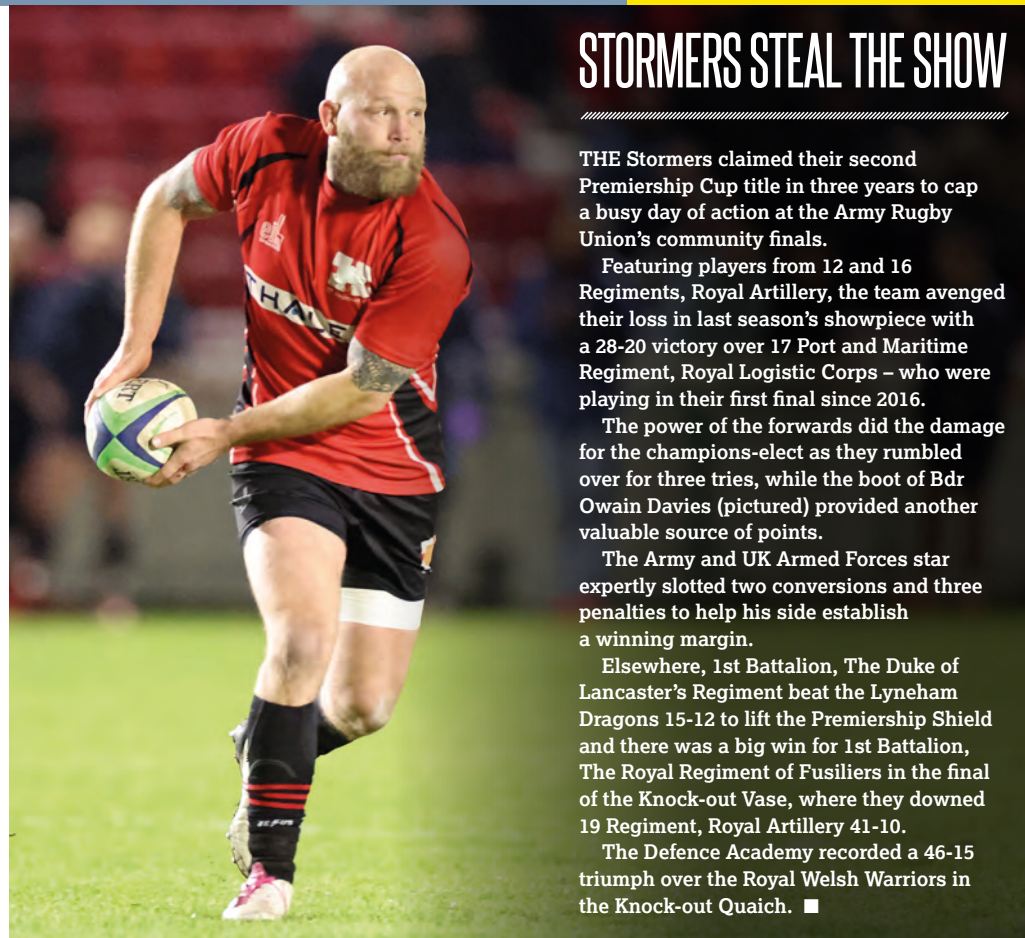 STORMERS STEAL THE SHOW
THE Stormers claimed their second
Premiership Cup title in three years to cap
a busy day of action at the Army Rugby
Union's community finals.
Featuring players from 12 and 16
Regiments, Royal Artillery, the team avenged
their loss in last season's showpiece with
a 28-20 victory over 17 Port and Maritime
Regiment, Royal Logistic Corps – who were
playing in their first final since 2016.
The power of the forwards did the damage
for the champions-elect as they rumbled
over for three tries, while the boot of Bdr
Owain Davies (pictured) provided another
valuable source of points.
The Army and UK Armed Forces star
expertly slotted two conversions and three
penalties to help his side establish
a winning margin.
Elsewhere, 1st Battalion, The Duke of
Lancaster's Regiment beat the Lyneham
Dragons 15-12 to lift the Premiership Shield
and there was a big win for 1st Battalion,
The Royal Regiment of Fusiliers in the final
of the Knock-out Vase, where they downed
19 Regiment, Royal Artillery 41-10.
The Defence Academy recorded a 46-15
triumph over the Royal Welsh Warriors in
the Knock-out Quaich. ■